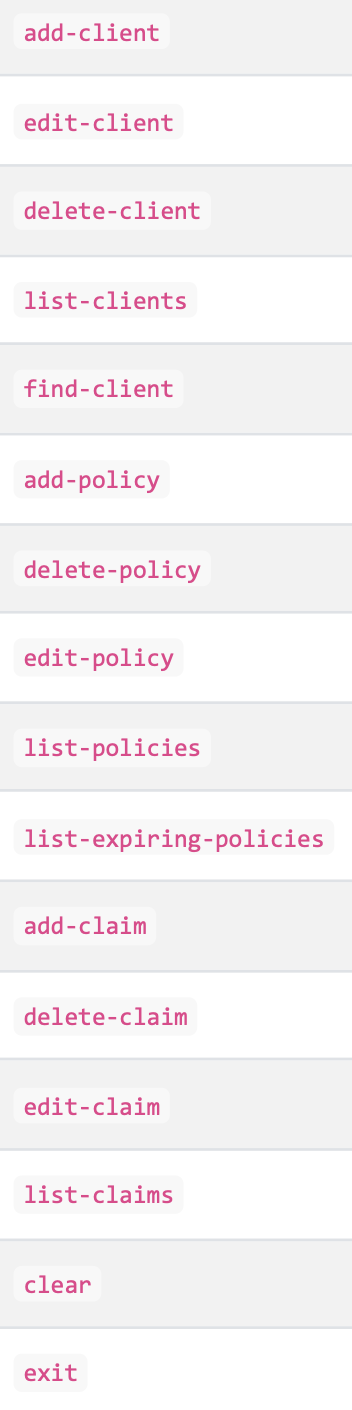 add-client
edit-client
delete-client
list-clients
find-client
add-policy
delete-policy
edit-policy
list-policies
list-expiring-policies
add-claim
delete-claim
edit-claim
list-claims
clear
exit